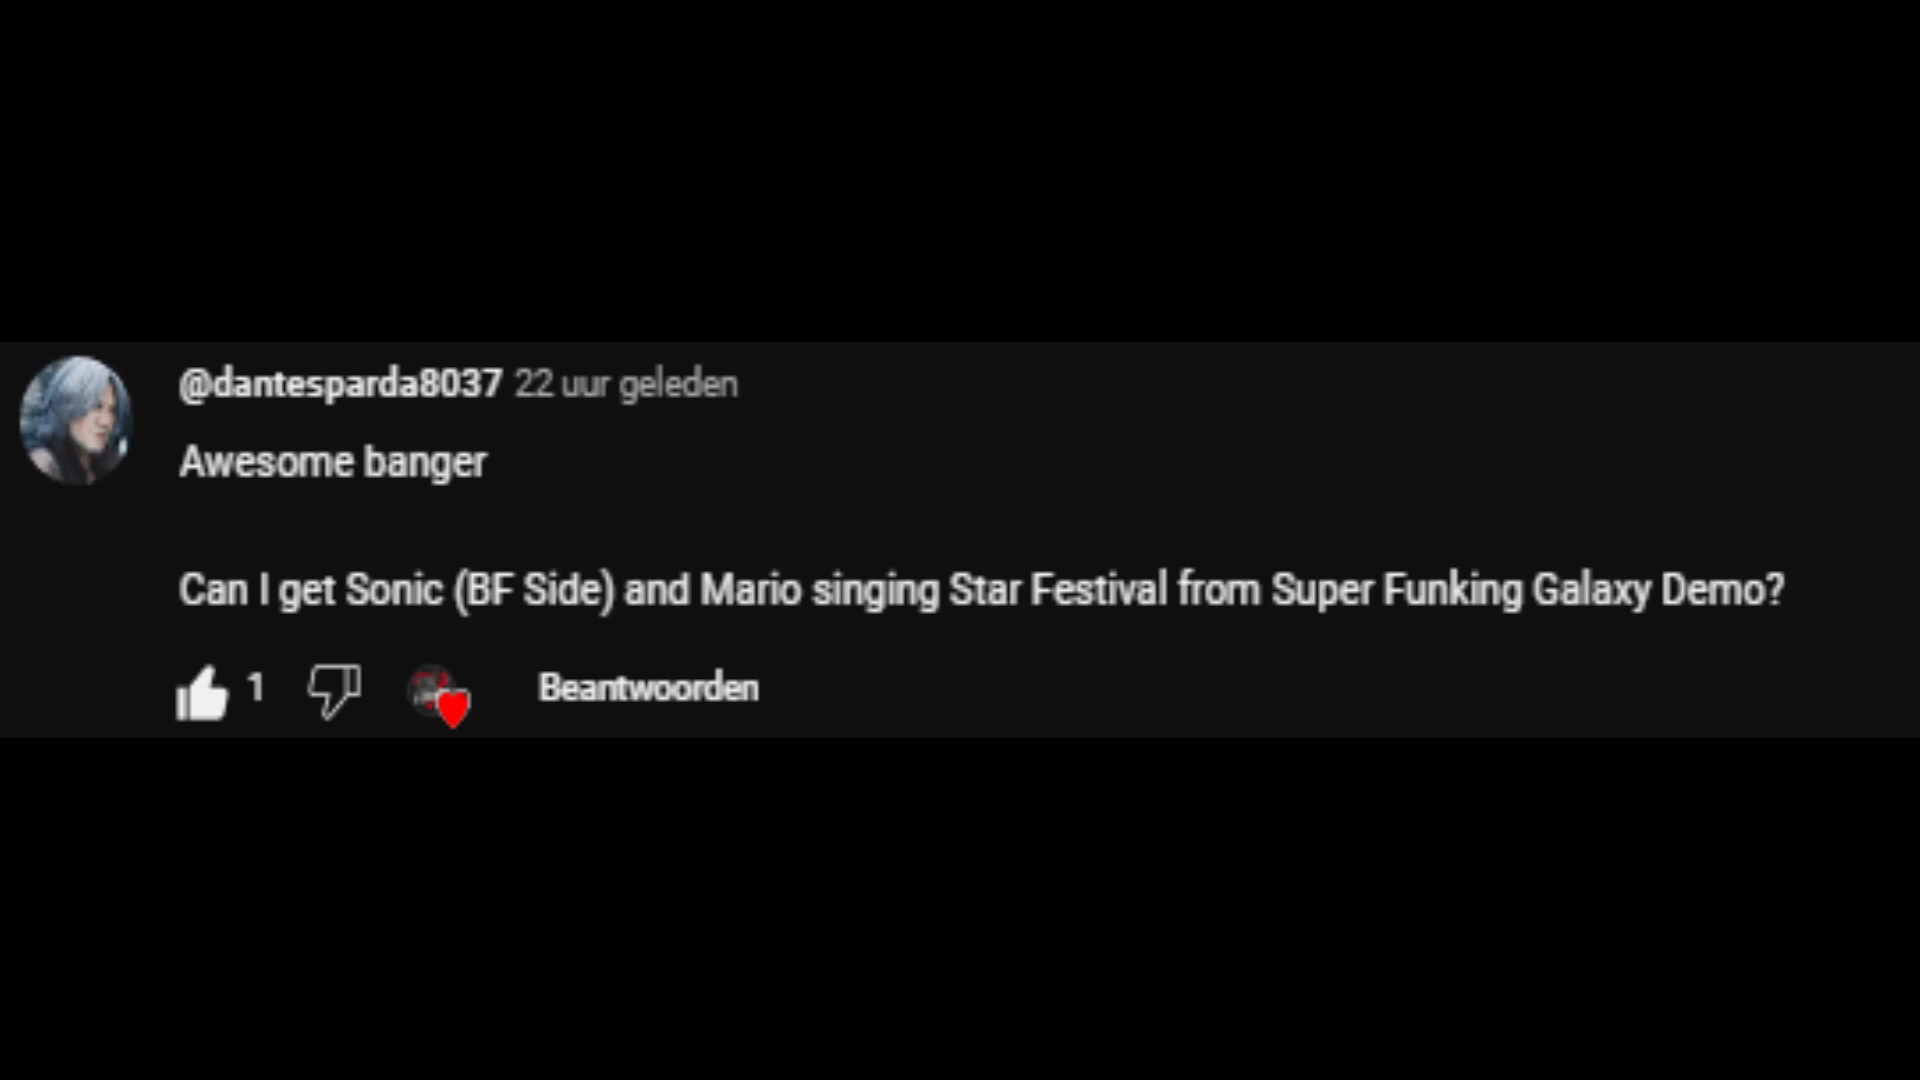 @dantesparda8037 22 uur geleden
Awesome banger
Can I get Sonic (BF Side) and Mario singing Star Festival from Super Funking Galaxy Demo?
1 Beantwoorden